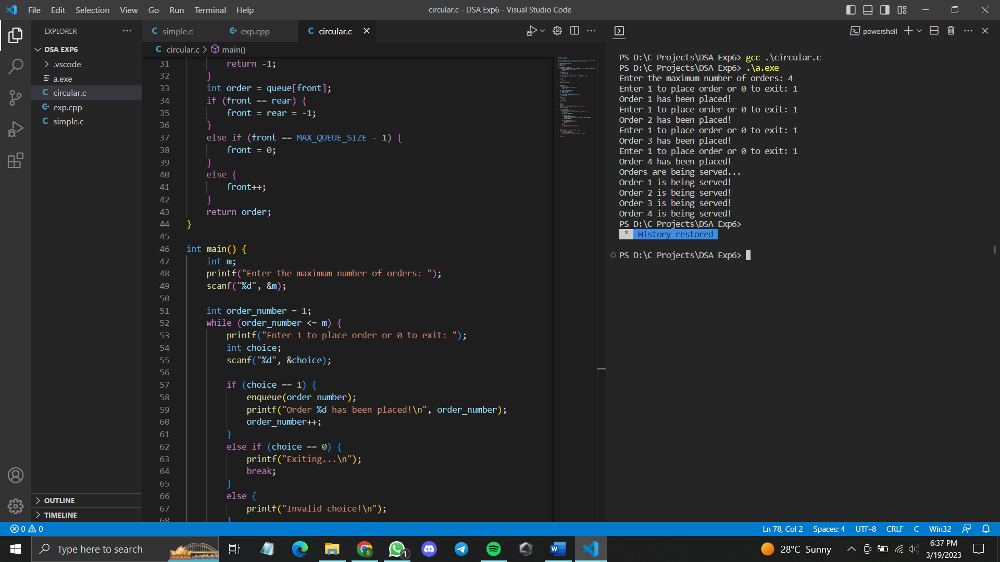 File Edit Selection View Go Run Terminal Help
circular.c - DSA Exp6 - Visual Studio Code
EXPLORER
DSA EXP6
.vscode
a.exe
circular.c
exp.cpp
simple.c
OUTLINE
TIMELINE
simple.c
exp.cpp
circular.c
circular.c > main()
31 return -1;
32 }
33 int order = queue[front];
34 if (front == rear) {
35 front = rear = -1;
36 }
37 else if (front == MAX_QUEUE_SIZE - 1) {
38 front = 0;
39 }
40 else {
41 front++;
42 }
43 return order;
44 }
45
46 int main() {
47 int m;
48 printf("Enter the maximum number of orders: ");
49 scanf("%d", &m);
50
51 int order_number = 1;
52 while (order_number <= m) {
53 printf("Enter 1 to place order or 0 to exit: ");
54 int choice;
55 scanf("%d", &choice);
56
57 if (choice == 1) {
58 enqueue(order_number);
59 printf("Order %d has been placed!\n", order_number);
60 order_number++;
61 }
62 else if (choice == 0) {
63 printf("Exiting...\n");
64 break;
65 }
66 else {
67 printf("Invalid choice!\n");
68 }
powershell
PS D:\C Projects\DSA Exp6> gcc .\circular.c
PS D:\C Projects\DSA Exp6> .\a.exe
Enter the maximum number of orders: 4
Enter 1 to place order or 0 to exit: 1
Order 1 has been placed!
Enter 1 to place order or 0 to exit: 1
Order 2 has been placed!
Enter 1 to place order or 0 to exit: 1
Order 3 has been placed!
Enter 1 to place order or 0 to exit: 1
Order 4 has been placed!
Orders are being served...
Order 1 is being served!
Order 2 is being served!
Order 3 is being served!
Order 4 is being served!
PS D:\C Projects\DSA Exp6>
* History restored
PS D:\C Projects\DSA Exp6>
0 0
Ln 78, Col 2 Spaces: 4 UTF-8 CRLF C Win32
Type here to search
S
1
28°C Sunny
6:37 PM
3/19/2023